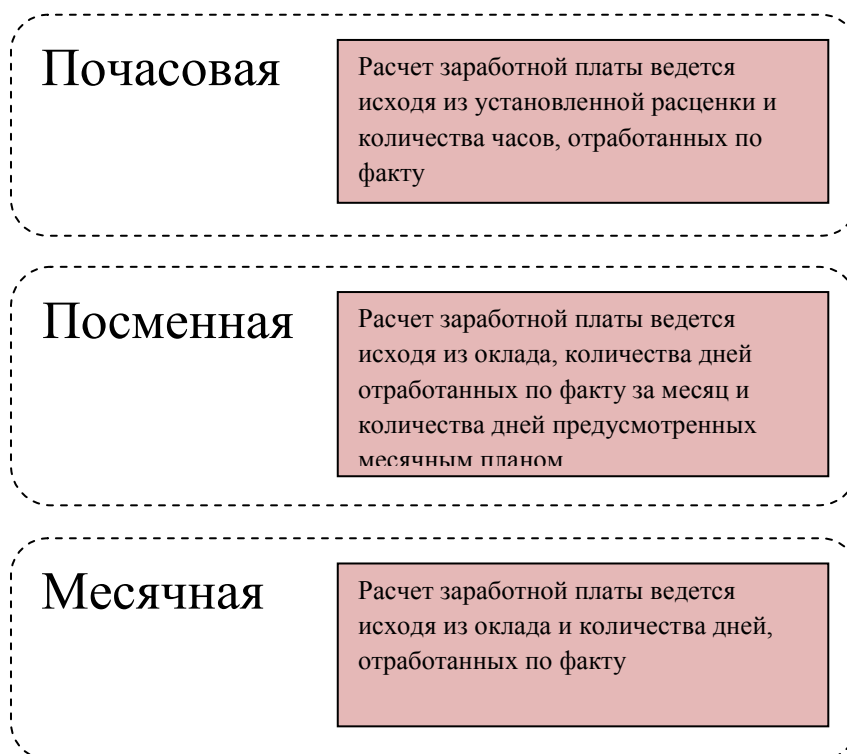 Почасовая
Расчет заработной платы ведется
исходя из установленной расценки и
количества часов, отработанных по
факту
Посменная
Расчет заработной платы ведется
исходя из оклада, количества дней
отработанных по факту за месяц и
количества дней предусмотренных
месячным планом
Месячная
Расчет заработной платы ведется
исходя из оклада и количества дней,
отработанных по факту